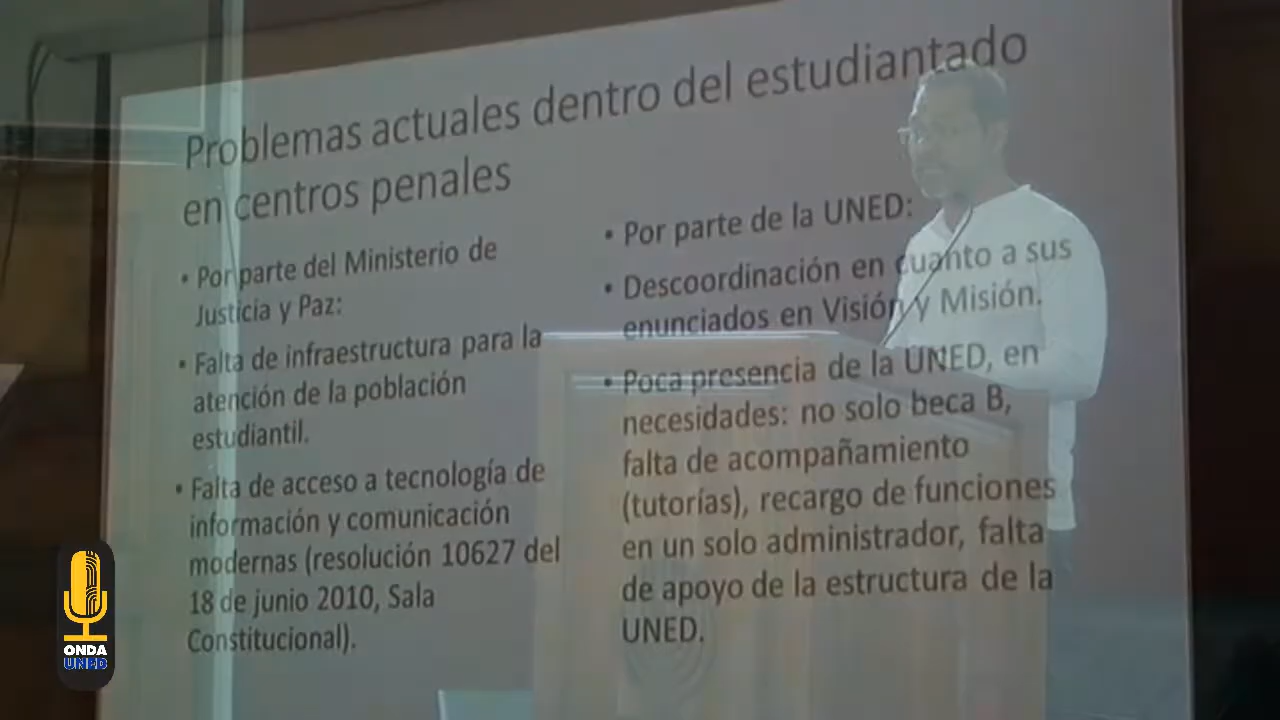 Problemas actuales dentro del estudiantado
en centros penales
• Por parte del Ministerio de
Justicia y Paz:
• Falta de infraestructura para la
atención de la población
estudiantil.
• Falta de acceso a tecnología de
información y comunicación
modernas (resolución 10627 del
18 de junio 2010, Sala
Constitucional).
• Por parte de la UNED:
• Descoordinación en cuanto a sus
enunciados en Visión y Misión.
• Poca presencia de la UNED, en
necesidades: no solo beca B,
falta de acompañamiento
(tutorías), recargo de funciones
en un solo administrador, falta
de apoyo de la estructura de la
UNED.
ONDA
UNED